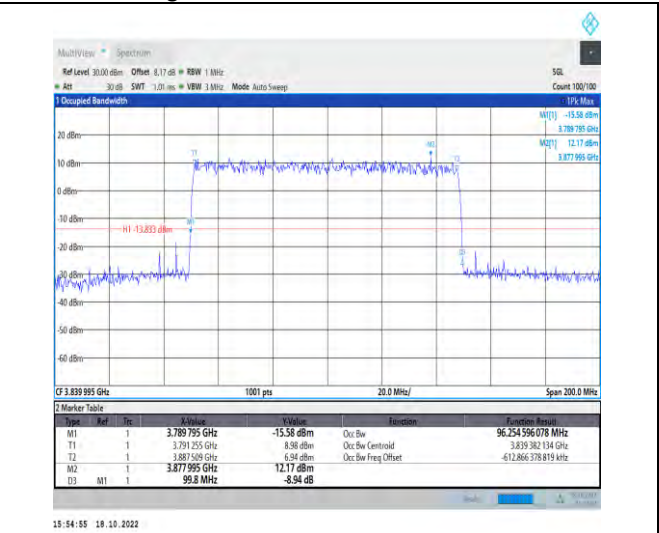 MultiView Spectrum
Ref Level 30.00 dBm Offset 8.17 dB RBW 1 MHz SGL
Att 30 dB SWT 1.01 ms VBW 3 MHz Mode Auto Sweep Count 100/100
1 Occupied Bandwidth 1Pk Max
M1[1] -15.58 dBm
3.789 795 GHz
M2[1] 12.17 dBm
3.877 995 GHz
20 dBm
M2
T1
T2
10 dBm
0 dBm
-10 dBm
M1
H1 -13.833 dBm
-20 dBm
D3
-30 dBm
-40 dBm
-50 dBm
-60 dBm
CF 3.839 995 GHz 1001 pts 20.0 MHz/ Span 200.0 MHz
2 Marker Table
Type Ref Trc X-Value Y-Value Function Function Result
M1 1 3.789 795 GHz -15.58 dBm Occ Bw 96.254 596 078 MHz
T1 1 3.791 255 GHz 8.98 dBm Occ Bw Centroid 3.839 382 134 GHz
T2 1 3.887 509 GHz 6.94 dBm Occ Bw Freq Offset -612.866 378 819 kHz
M2 1 3.877 995 GHz 12.17 dBm
D3 M1 1 99.8 MHz -8.94 dB
15:54:55 18.10.2022